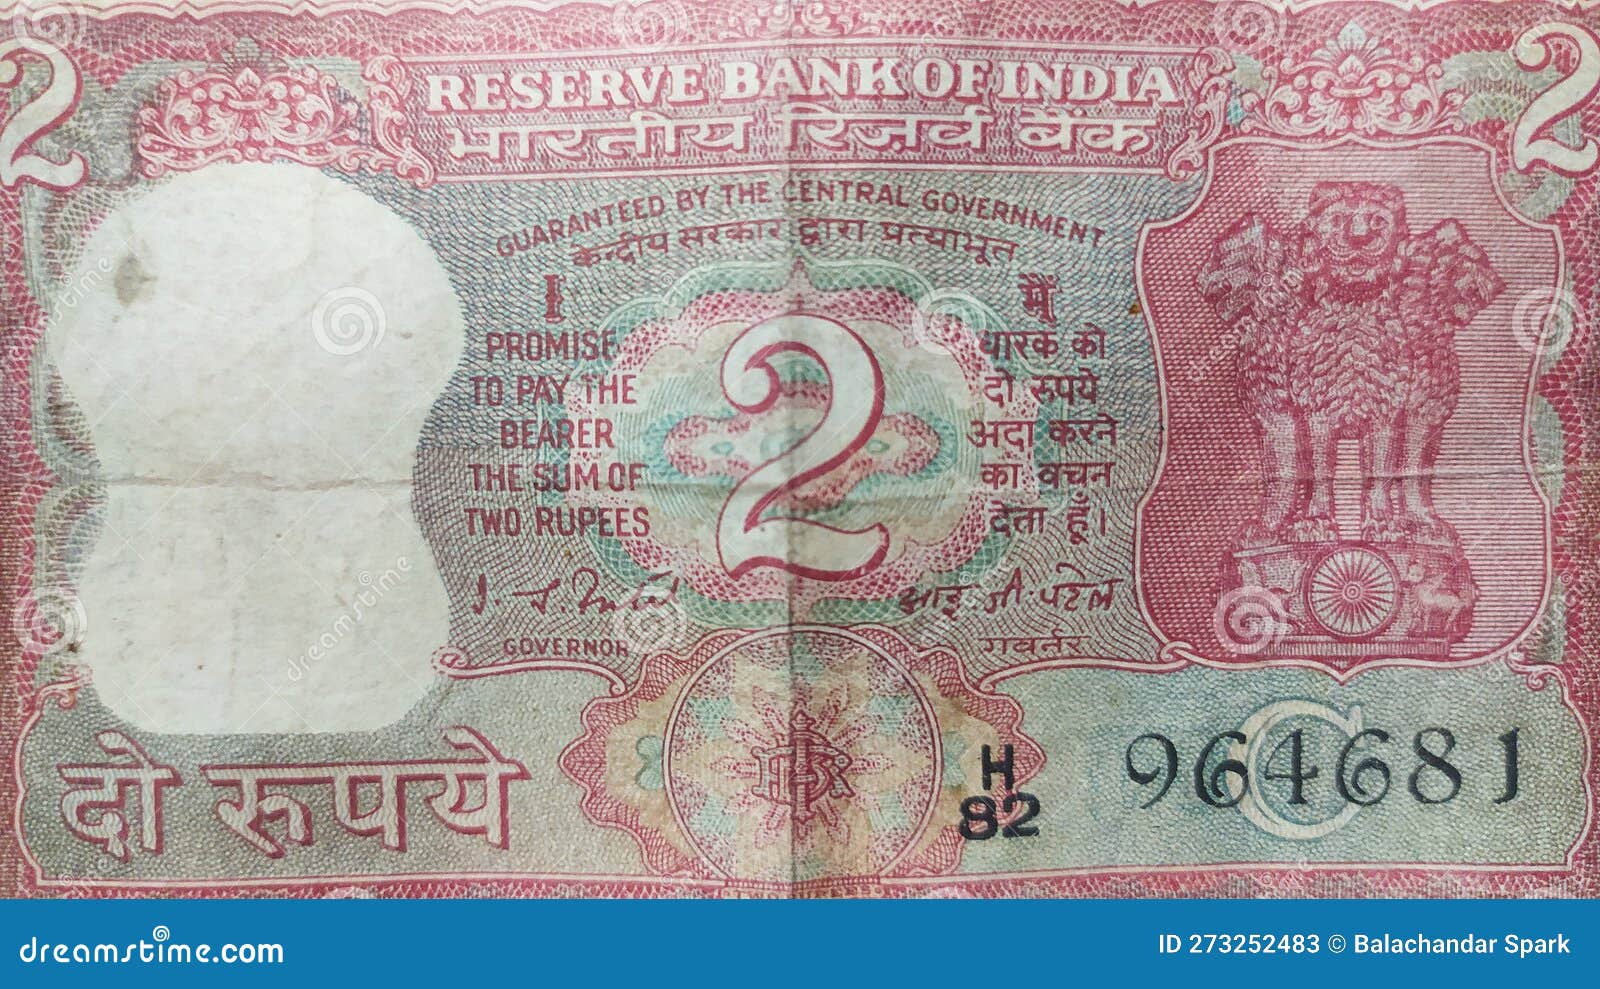 2 2
RESERVE BANK OF INDIA
भारतीय रिज़र्व बैंक
GUARANTEED BY THE CENTRAL GOVERNMENT
केन्द्रीय सरकार द्वारा प्रत्याभूत
I
PROMISE
TO PAY THE
BEARER
THE SUM OF
TWO RUPEES
2
मैं
धारक को
दो रुपये
अदा करने
का वचन
देता हूँ।
आई. जी. पटेल
GOVERNOR
गवर्नर
दो रूपये
H
82
964681
C
dreamstime.com
ID 273252483 © Balachandar Spark